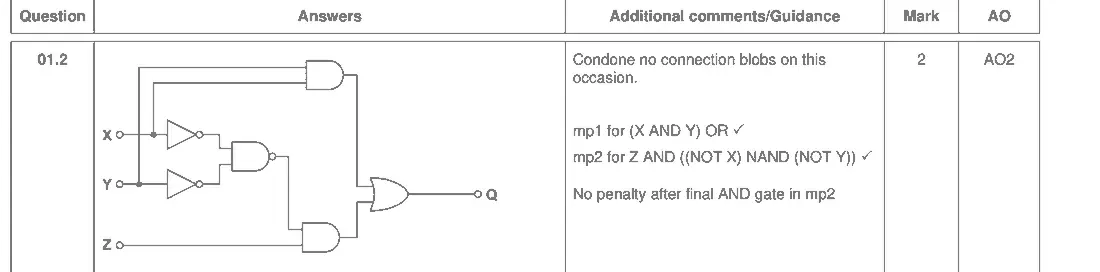 Question Answers Additional comments/Guidance Mark AO
01.2 Condone no connection blobs on this 2 AO2
occasion.
mp1 for (X AND Y) OR ✓
X
mp2 for Z AND ((NOT X) NAND (NOT Y)) ✓
Y
Q No penalty after final AND gate in mp2
Z